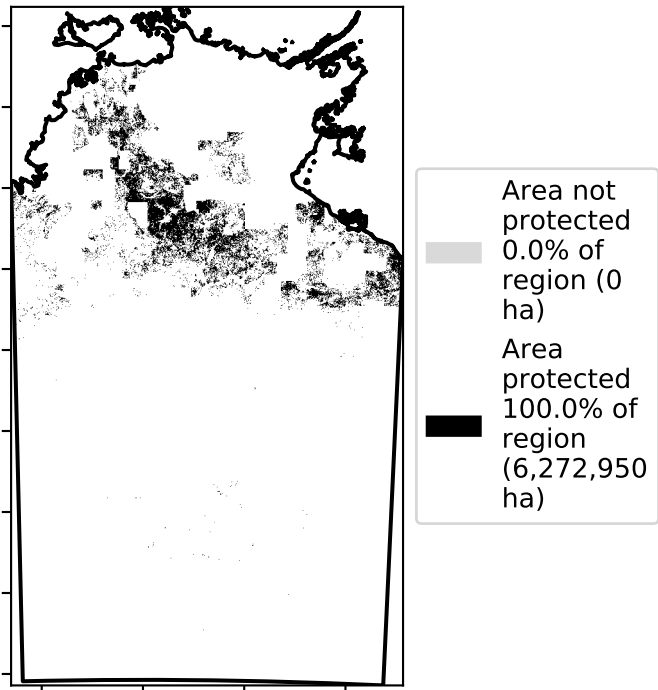 Area not
protected
0.0% of
region (0
ha)
Area
protected
100.0% of
region
(6,272,950
ha)